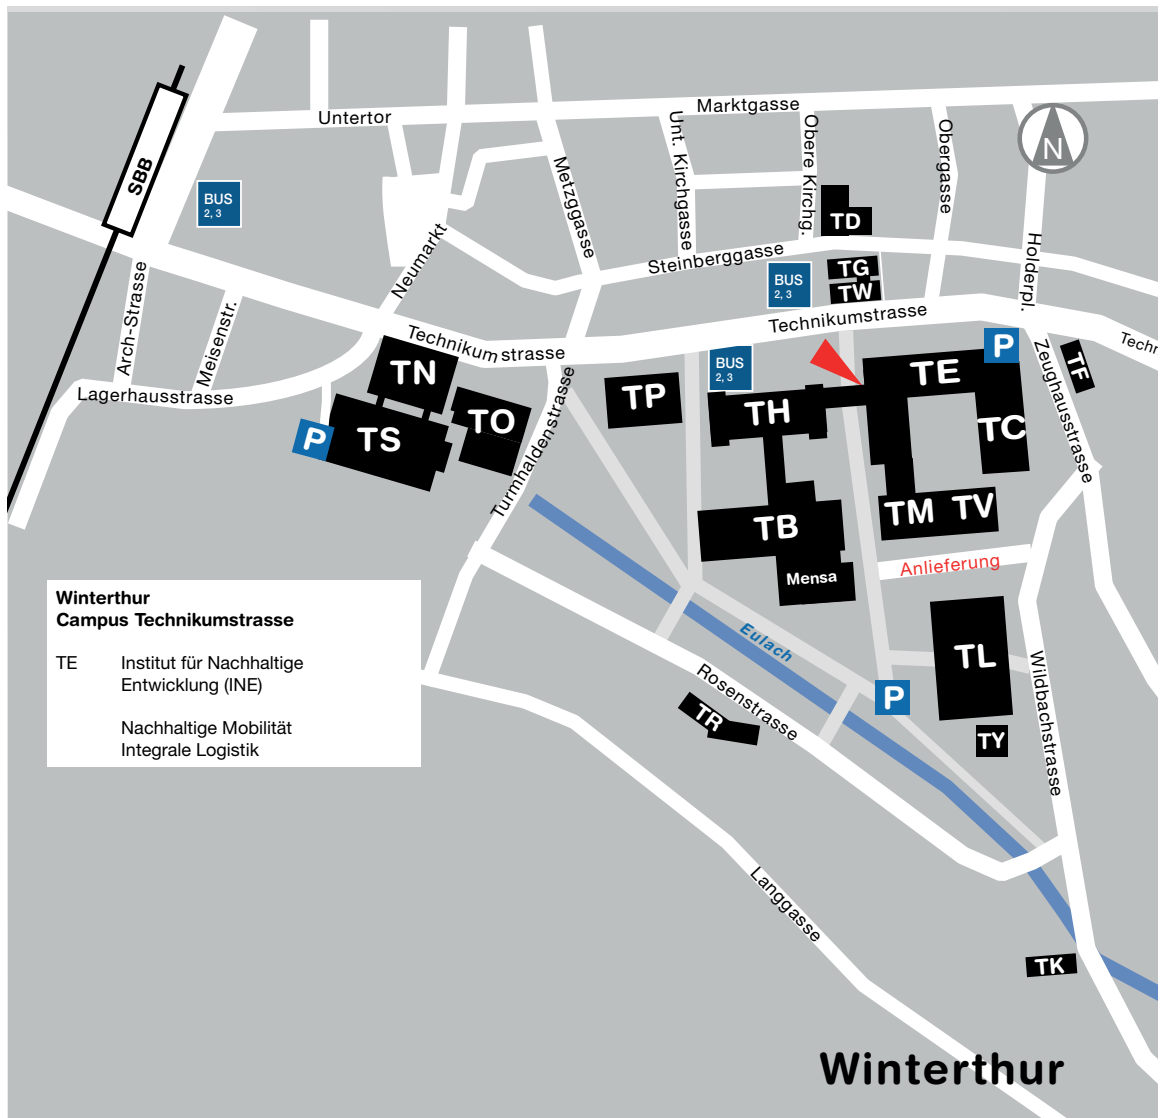 Untertor
Marktgasse
Unt. Kirchgasse
Obere Kirchg.
Obergasse
N
SBB
BUS
2, 3
Metzggasse
Neumarkt
TD
Steinberggasse
Holderpl.
TG
BUS
2, 3
TW
Arch-Strasse
Meisenstr.
Technikumstrasse
Technikumstrasse
Techn
Lagerhausstrasse
TN
TO
TS
P
TP
BUS
2, 3
TH
TE
P
TF
TC
Zeughausstrasse
Turmhaldenstrasse
TB
TM
TV
Mensa
Anlieferung
Winterthur
Campus Technikumstrasse
TE Institut für Nachhaltige
Entwicklung (INE)
Nachhaltige Mobilität
Integrale Logistik
Eulach
TL
P
Rosenstrasse
TR
TY
Wildbachstrasse
Langgasse
TK
Winterthur